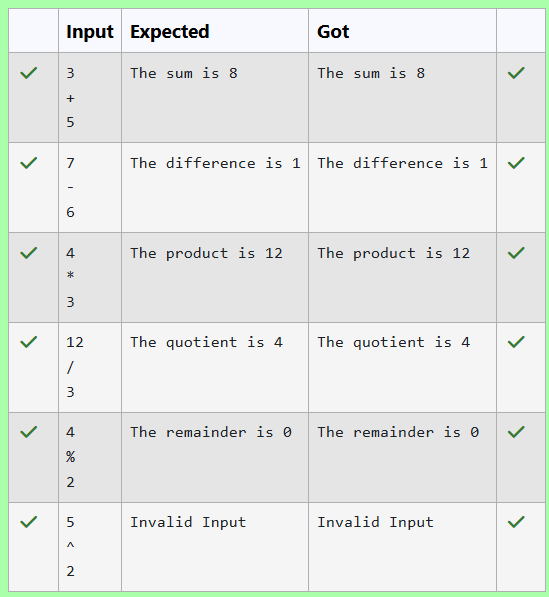 Input Expected Got
3 The sum is 8 The sum is 8
+
5
7 The difference is 1 The difference is 1
-
6
4 The product is 12 The product is 12
*
3
12 The quotient is 4 The quotient is 4
/
3
4 The remainder is 0 The remainder is 0
%
2
5 Invalid Input Invalid Input
^
2